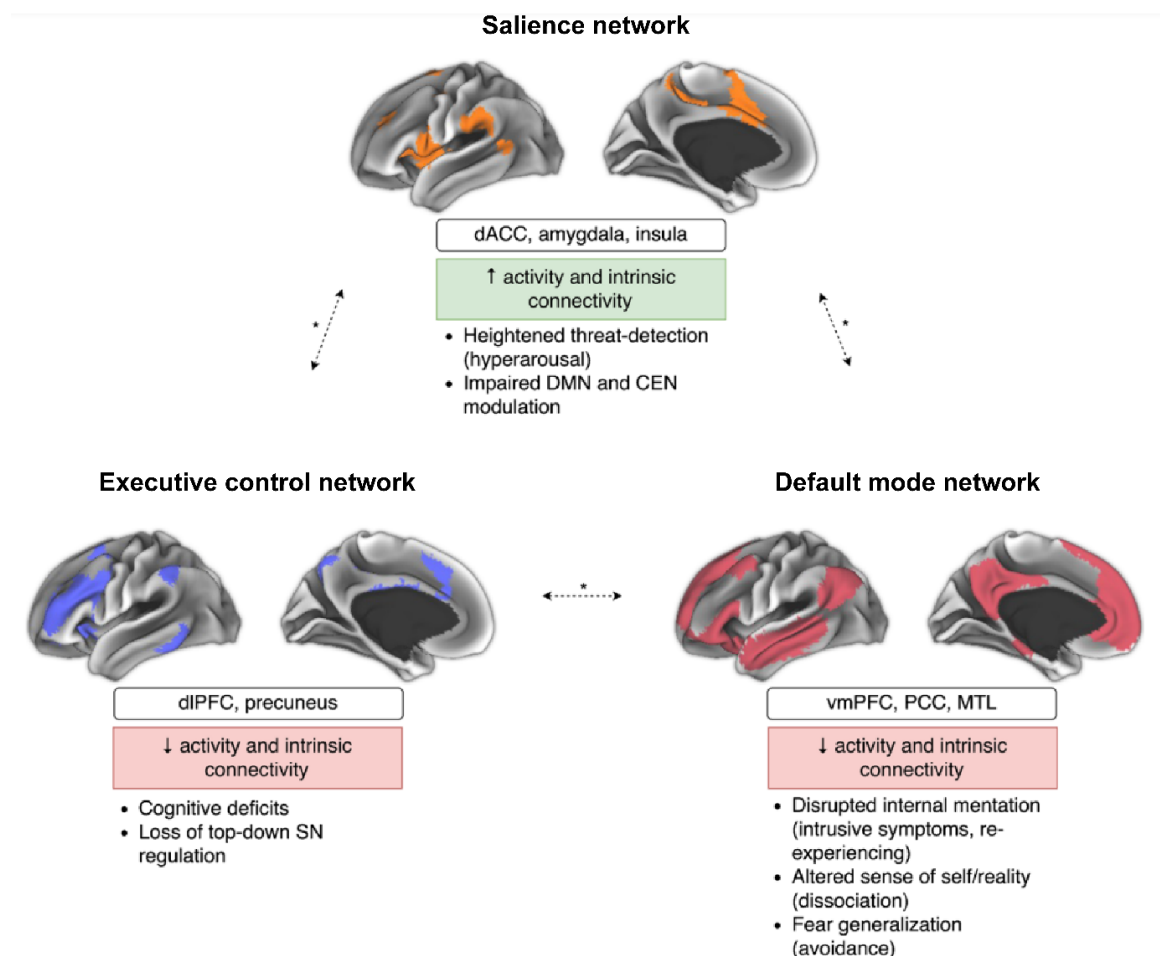 Salience network
dACC, amygdala, insula
↑ activity and intrinsic
connectivity
• Heightened threat-detection
(hyperarousal)
• Impaired DMN and CEN
modulation
*
*
Executive control network
dlPFC, precuneus
↓ activity and intrinsic
connectivity
• Cognitive deficits
• Loss of top-down SN
regulation
*
Default mode network
vmPFC, PCC, MTL
↓ activity and intrinsic
connectivity
• Disrupted internal mentation
(intrusive symptoms, re-
experiencing)
• Altered sense of self/reality
(dissociation)
• Fear generalization
(avoidance)